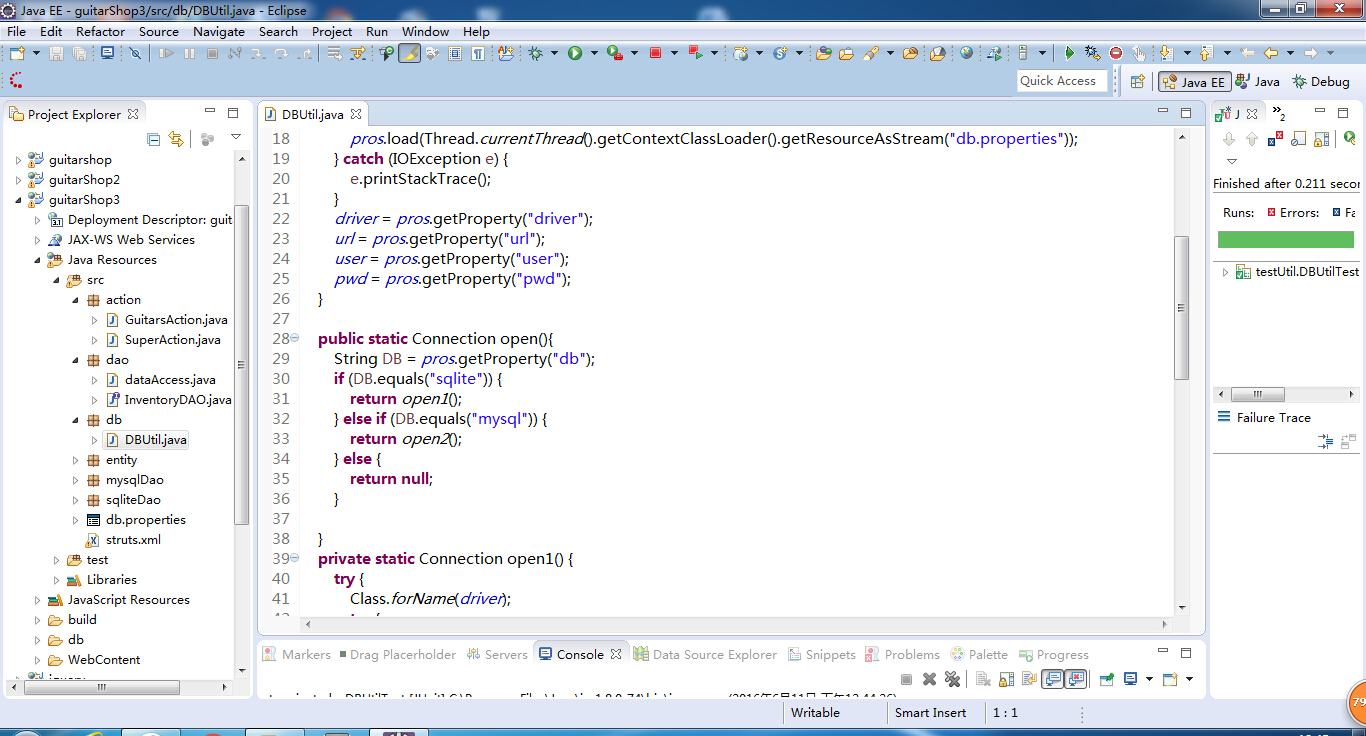 Java EE - guitarShop3/src/db/DBUtil.java - Eclipse
File Edit Refactor Source Navigate Search Project Run Window Help
Quick Access
Java EE
Java
Debug
Project Explorer
guitarshop
guitarShop2
guitarShop3
Deployment Descriptor: guit
JAX-WS Web Services
Java Resources
src
action
GuitarsAction.java
SuperAction.java
dao
dataAccess.java
InventoryDAO.java
db
DBUtil.java
entity
mysqlDao
sqliteDao
db.properties
struts.xml
test
Libraries
JavaScript Resources
build
db
WebContent
DBUtil.java
18 pros.load(Thread.currentThread().getContextClassLoader().getResourceAsStream("db.properties"));
19 } catch (IOException e) {
20 e.printStackTrace();
21 }
22 driver = pros.getProperty("driver");
23 url = pros.getProperty("url");
24 user = pros.getProperty("user");
25 pwd = pros.getProperty("pwd");
26 }
27
28 public static Connection open(){
29 String DB = pros.getProperty("db");
30 if (DB.equals("sqlite")) {
31 return open1();
32 } else if (DB.equals("mysql")) {
33 return open2();
34 } else {
35 return null;
36 }
37
38 }
39 private static Connection open1() {
40 try {
41 Class.forName(driver);
J
2
Finished after 0.211 secor
Runs: Errors: Fa
testUtil.DBUtilTest
Failure Trace
Markers Drag Placeholder Servers Console Data Source Explorer Snippets Problems Palette Progress
Writable Smart Insert 1 : 1
79